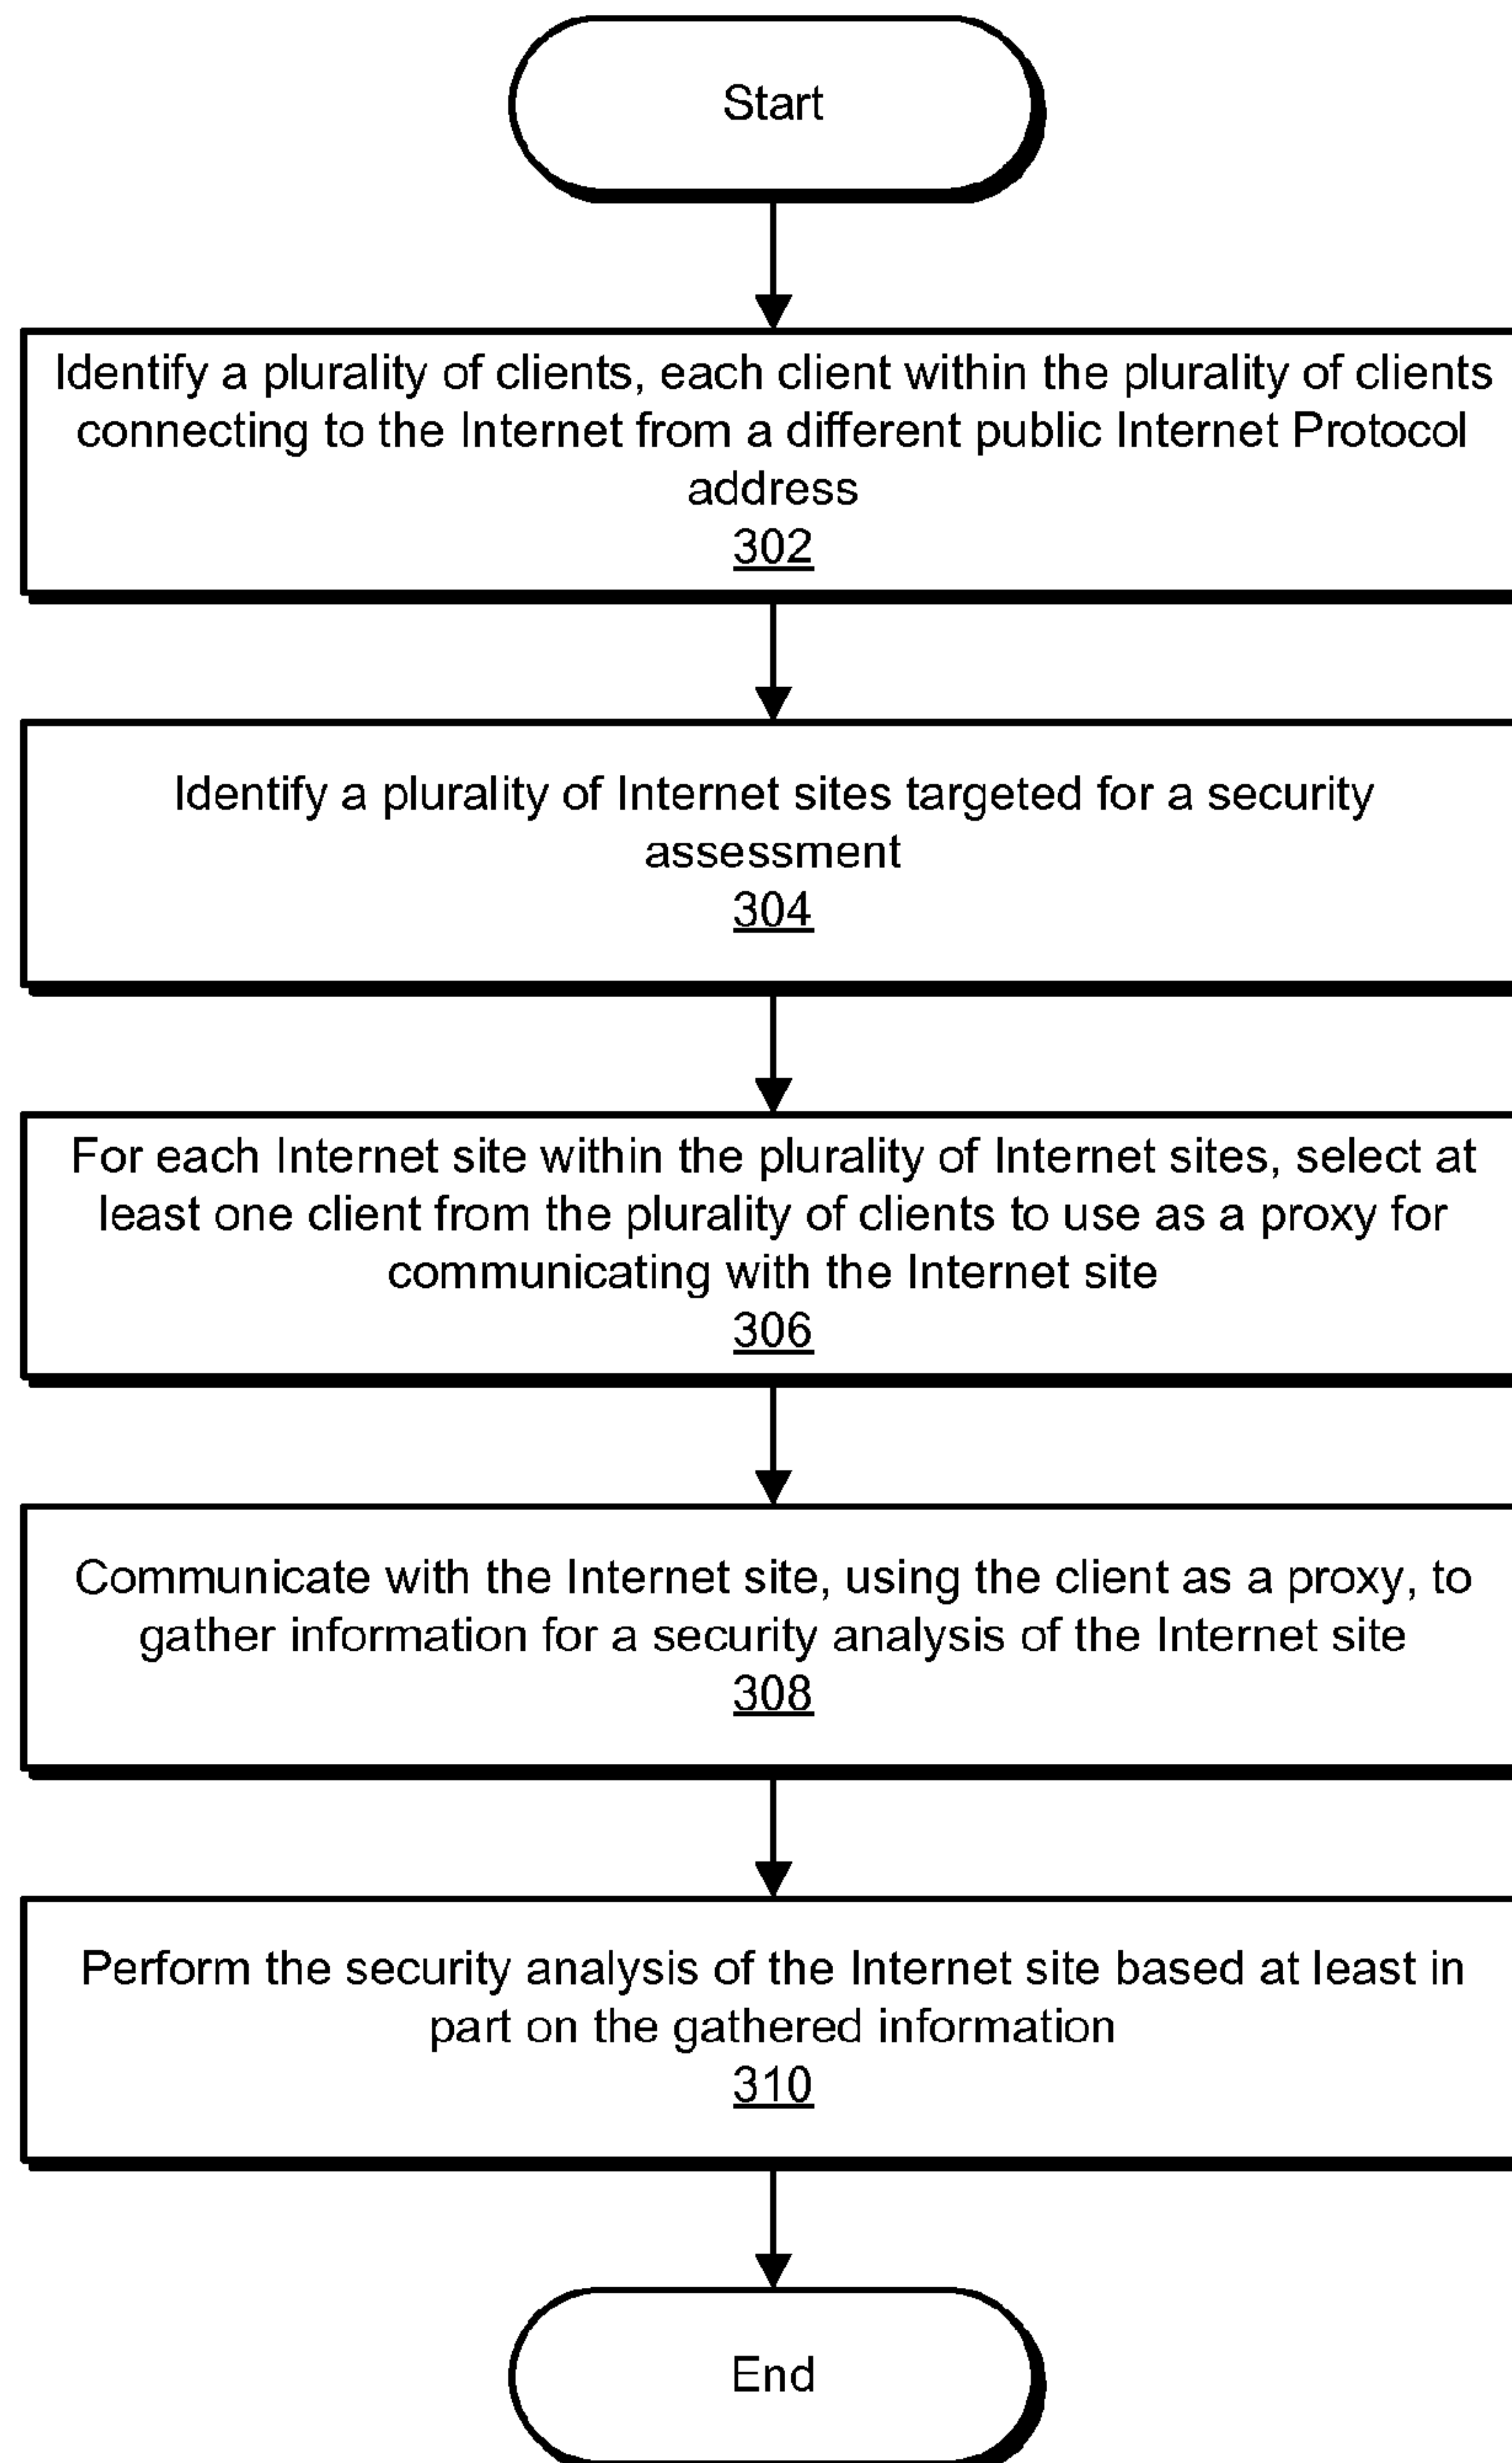 Start
Identify a plurality of clients, each client within the plurality of clients
connecting to the Internet from a different public Internet Protocol
address
302
Identify a plurality of Internet sites targeted for a security
assessment
304
For each Internet site within the plurality of Internet sites, select at
least one client from the plurality of clients to use as a proxy for
communicating with the Internet site
306
Communicate with the Internet site, using the client as a proxy, to
gather information for a security analysis of the Internet site
308
Perform the security analysis of the Internet site based at least in
part on the gathered information
310
End